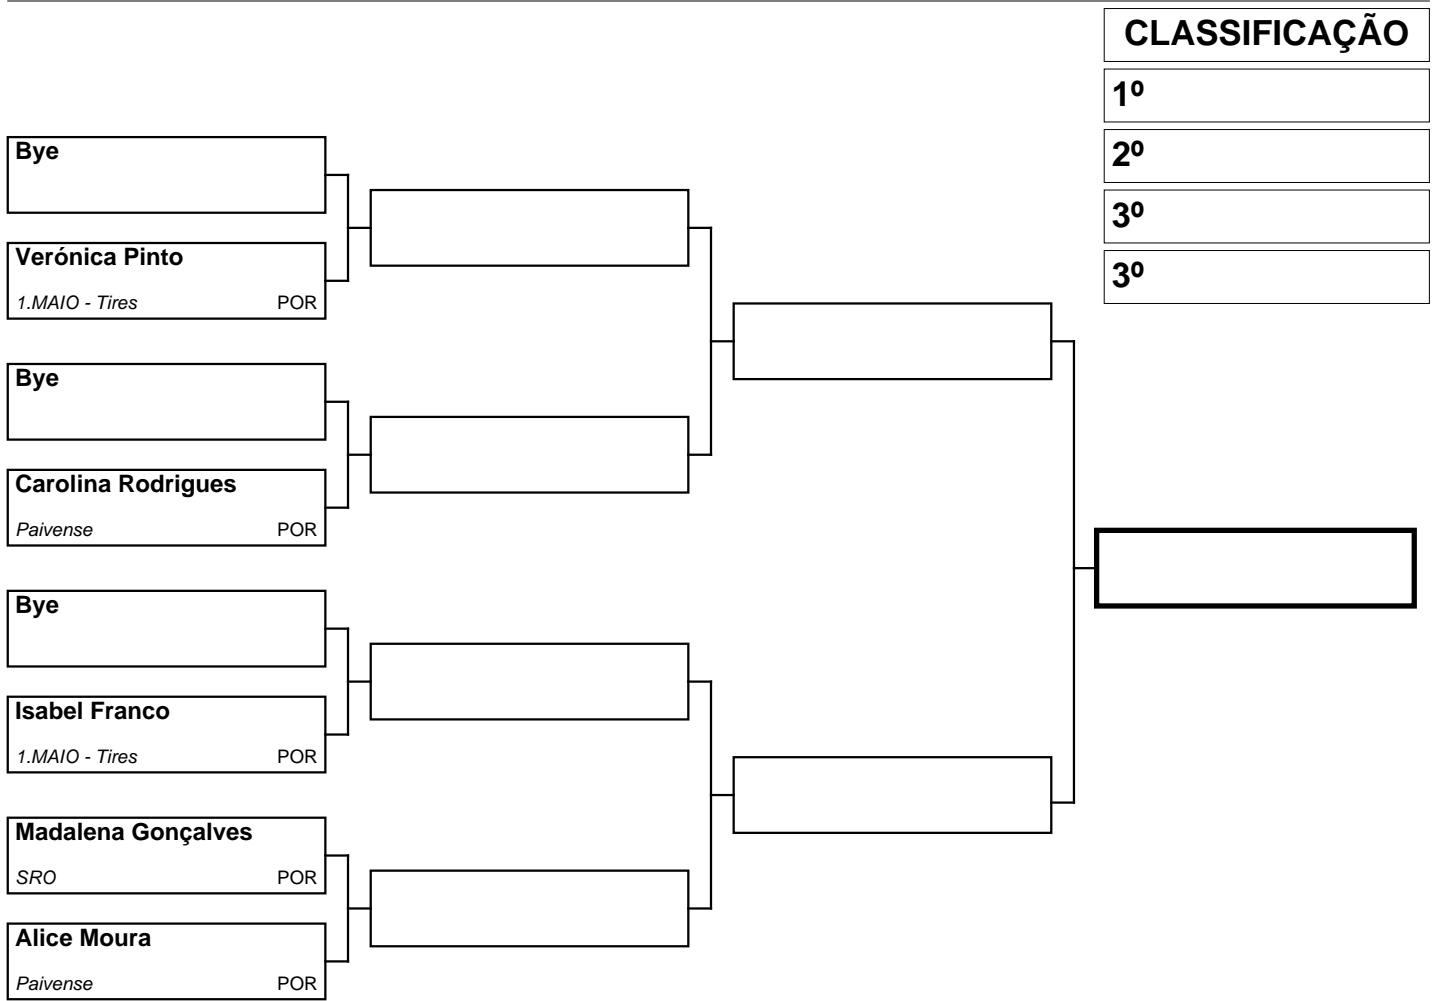 CLASSIFICAÇÃO
1º
2º
3º
3º
Bye
Verónica Pinto
1.MAIO - Tires POR
Bye
Carolina Rodrigues
Paivense POR
Bye
Isabel Franco
1.MAIO - Tires POR
Madalena Gonçalves
SRO POR
Alice Moura
Paivense POR